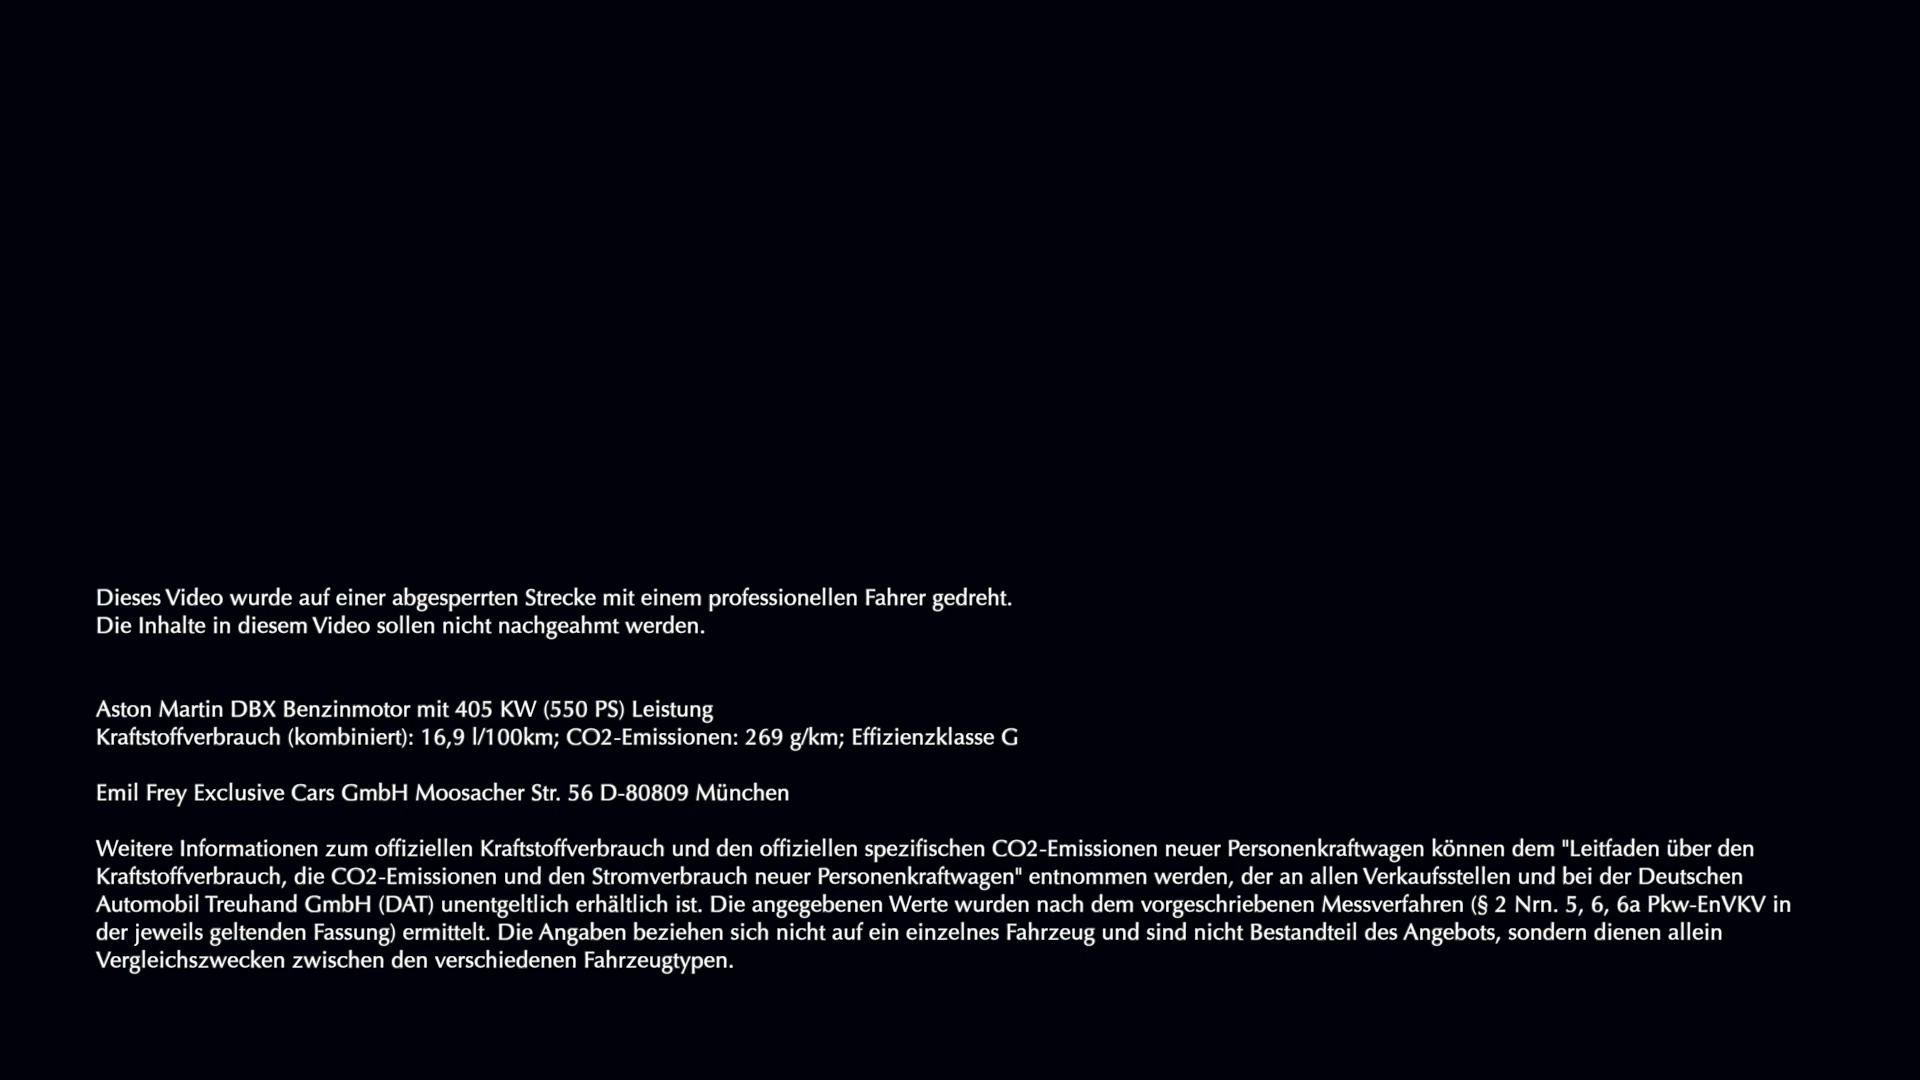 Dieses Video wurde auf einer abgesperrten Strecke mit einem professionellen Fahrer gedreht.
Die Inhalte in diesem Video sollen nicht nachgeahmt werden.
Aston Martin DBX Benzinmotor mit 405 KW (550 PS) Leistung
Kraftstoffverbrauch (kombiniert): 16,9 l/100km; CO2-Emissionen: 269 g/km; Effizienzklasse G
Emil Frey Exclusive Cars GmbH Moosacher Str. 56 D-80809 München
Weitere Informationen zum offiziellen Kraftstoffverbrauch und den offiziellen spezifischen CO2-Emissionen neuer Personenkraftwagen können dem "Leitfaden über den
Kraftstoffverbrauch, die CO2-Emissionen und den Stromverbrauch neuer Personenkraftwagen" entnommen werden, der an allen Verkaufsstellen und bei der Deutschen
Automobil Treuhand GmbH (DAT) unentgeltlich erhältlich ist. Die angegebenen Werte wurden nach dem vorgeschriebenen Messverfahren (§ 2 Nrn. 5, 6, 6a Pkw-EnVKV in
der jeweils geltenden Fassung) ermittelt. Die Angaben beziehen sich nicht auf ein einzelnes Fahrzeug und sind nicht Bestandteil des Angebots, sondern dienen allein
Vergleichszwecken zwischen den verschiedenen Fahrzeugtypen.